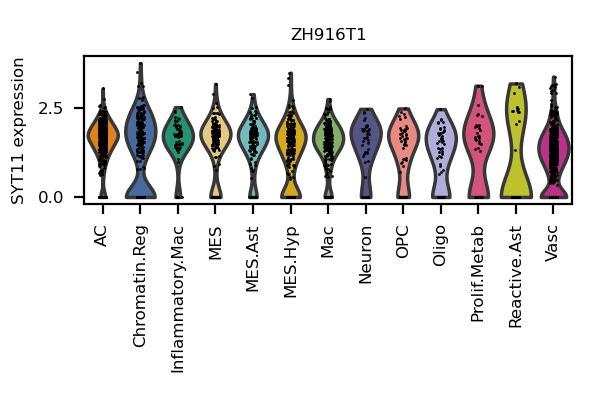 ZH916T1
SYT11 expression
2.5
0.0
AC
Chromatin.Reg
Inflammatory.Mac
MES
MES.Ast
MES.Hyp
Mac
Neuron
OPC
Oligo
Prolif.Metab
Reactive.Ast
Vasc